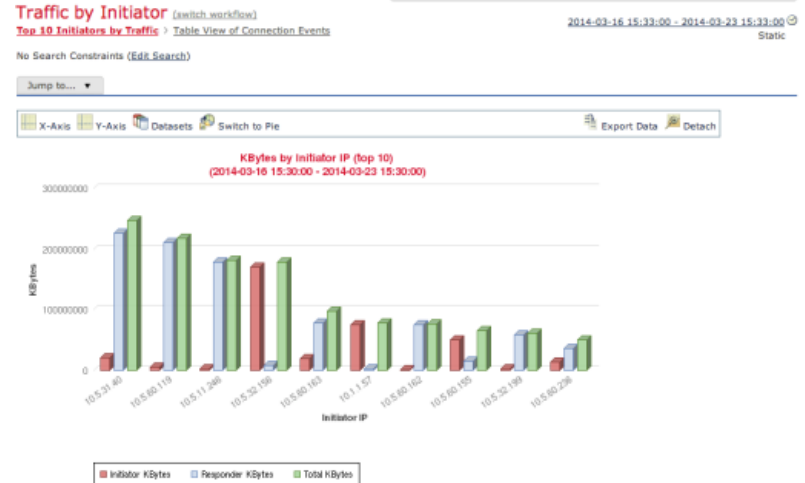 Traffic by Initiator (switch workflow)
Top 10 Initiators by Traffic > Table View of Connection Events
2014-03-16 15:33:00 - 2014-03-23 15:33:00
Static
No Search Constraints (Edit Search)
Jump to... ▼
X-Axis Y-Axis Datasets Switch to Pie Export Data Detach
KBytes by Initiator IP (top 10)
(2014-03-16 15:30:00 - 2014-03-23 15:30:00)
300000000
200000000
100000000
0
KBytes
10.5.31.40 10.5.60.119 10.5.11.246 10.5.32.156 10.5.60.163 10.1.1.57 10.5.60.162 10.5.60.155 10.5.32.199 10.5.60.236
Initiator IP
Initiator KBytes Responder KBytes Total KBytes